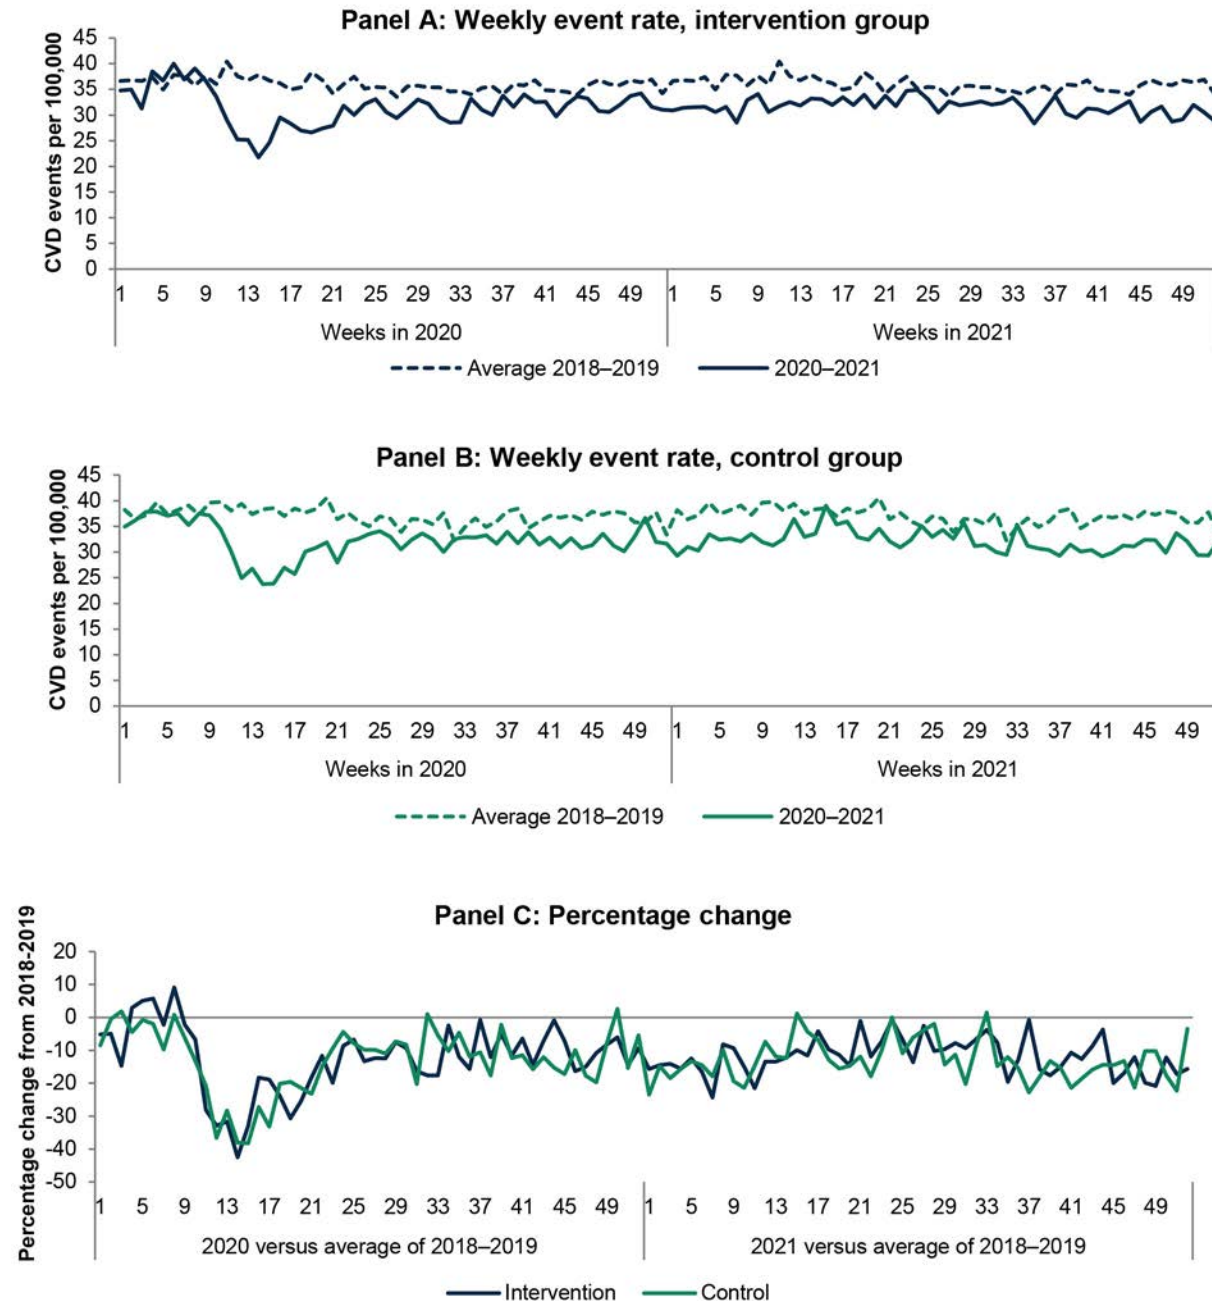 Panel A: Weekly event rate, intervention group
CVD events per 100,000
45
40
35
30
25
20
15
10
5
0
1 5 9 13 17 21 25 29 33 37 41 45 49 1 5 9 13 17 21 25 29 33 37 41 45 49
Weeks in 2020 Weeks in 2021
Average 2018–2019 2020–2021
Panel B: Weekly event rate, control group
CVD events per 100,000
45
40
35
30
25
20
15
10
5
0
1 5 9 13 17 21 25 29 33 37 41 45 49 1 5 9 13 17 21 25 29 33 37 41 45 49
Weeks in 2020 Weeks in 2021
Average 2018–2019 2020–2021
Panel C: Percentage change
Percentage change from 2018-2019
20
10
0
-10
-20
-30
-40
-50
1 5 9 13 17 21 25 29 33 37 41 45 49 1 5 9 13 17 21 25 29 33 37 41 45 49
2020 versus average of 2018–2019 2021 versus average of 2018–2019
Intervention Control